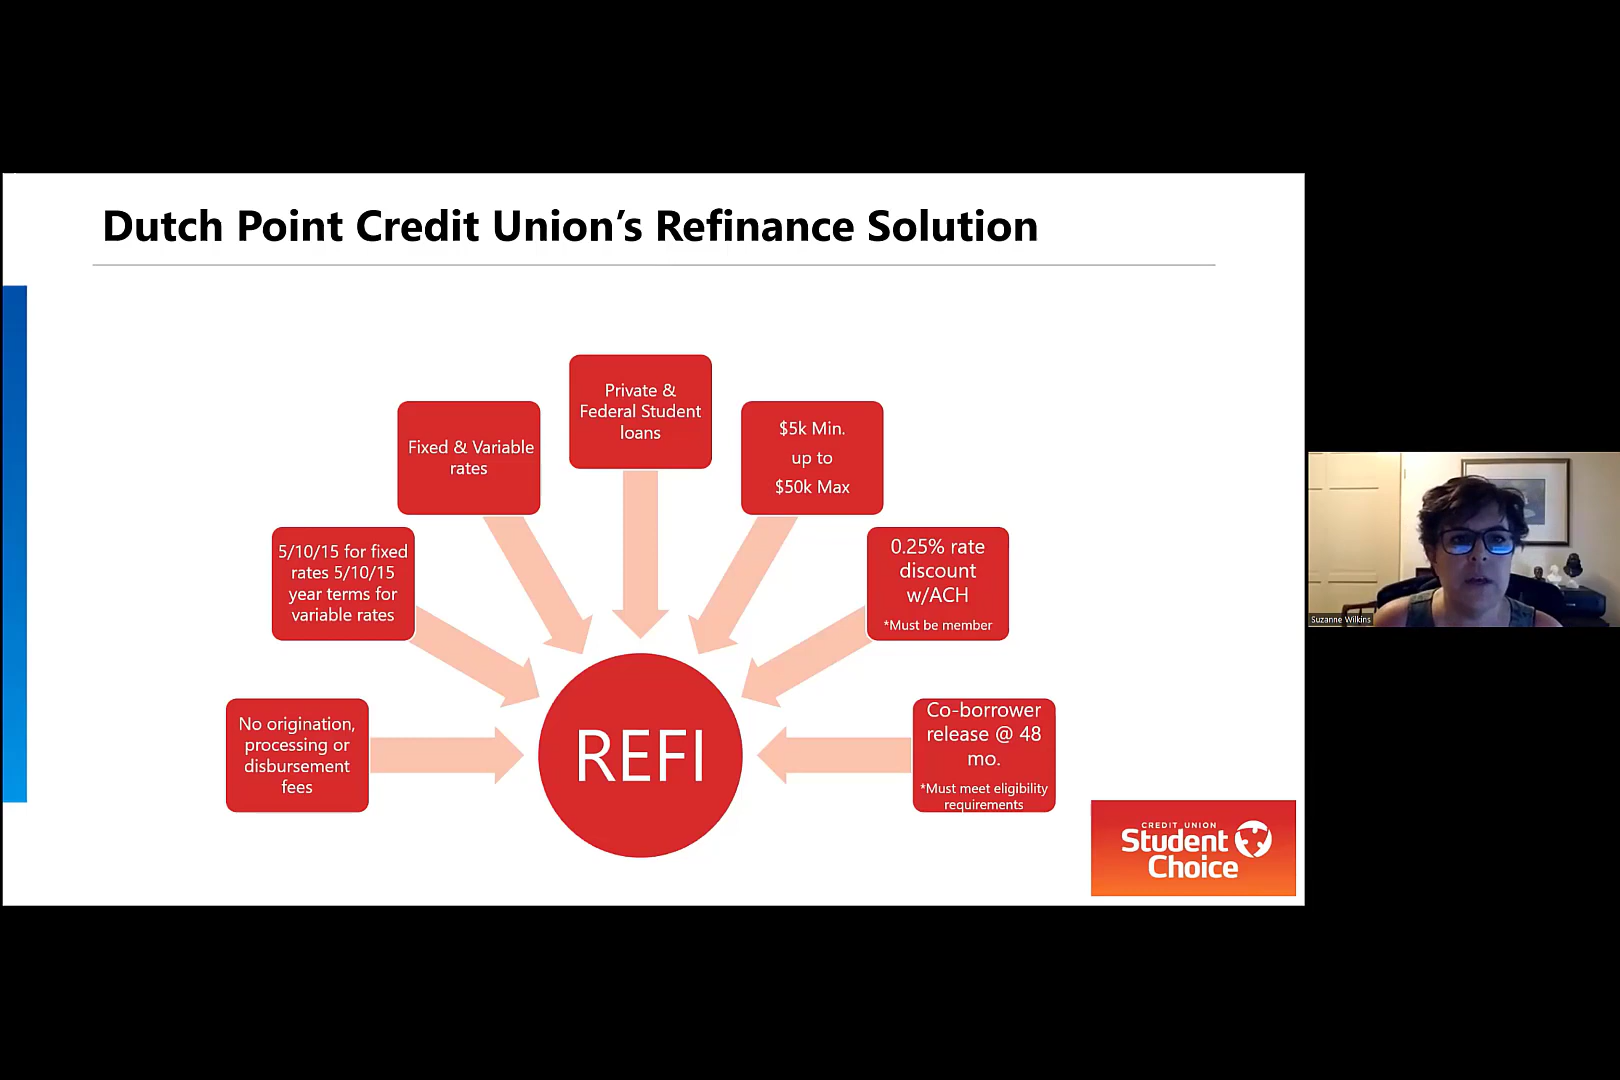 Dutch Point Credit Union’s Refinance Solution
Private &
Federal Student
loans
Fixed & Variable
rates
$5k Min.
up to
$50k Max
5/10/15 for fixed
rates 5/10/15
year terms for
variable rates
0.25% rate
discount
w/ACH
*Must be member
No origination,
processing or
disbursement
fees
REFI
Co-borrower
release @ 48
mo.
*Must meet eligibility
requirements
CREDIT UNION
Student
Choice
Suzanne Wilkins